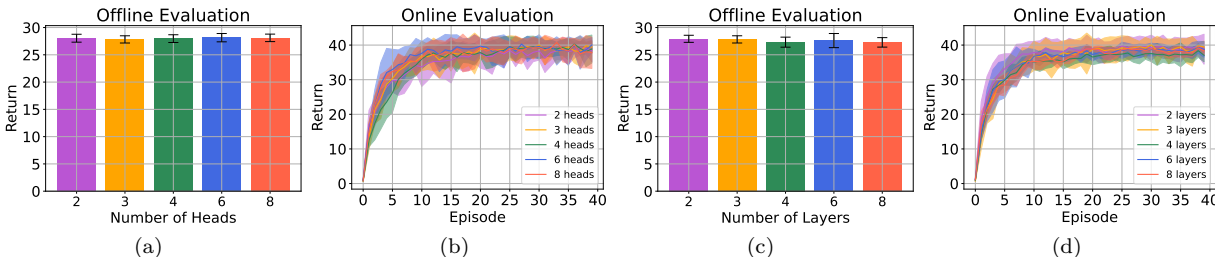 Offline Evaluation
Return
30
25
20
15
10
5
0
2 3 4 6 8
Number of Heads
(a)
Online Evaluation
Return
40
30
20
10
0
2 heads
3 heads
4 heads
6 heads
8 heads
0 5 10 15 20 25 30 35 40
Episode
(b)
Offline Evaluation
Return
30
25
20
15
10
5
0
2 3 4 6 8
Number of Layers
(c)
Online Evaluation
Return
40
30
20
10
0
2 layers
3 layers
4 layers
6 layers
8 layers
0 5 10 15 20 25 30 35 40
Episode
(d)